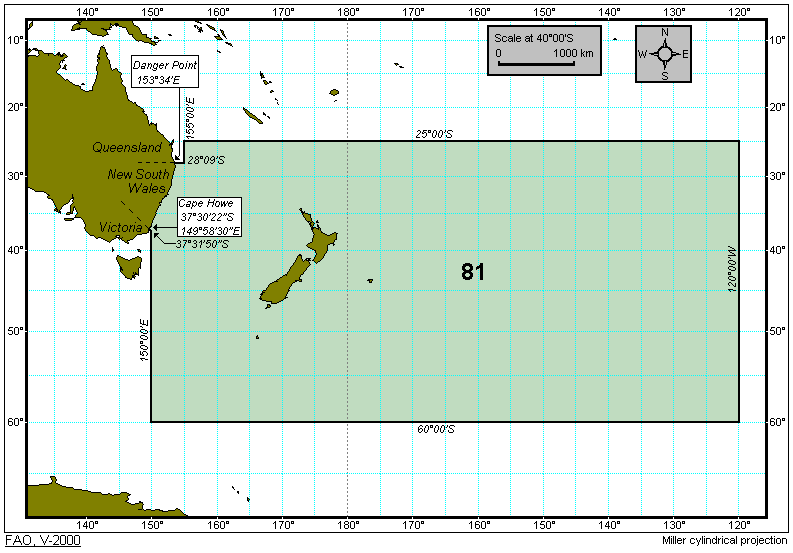 140° 150° 160° 170° 180° 170° 160° 150° 140° 130° 120°
10° 10°
Scale at 40°00'S
0 1000 km
N
W E
S
Danger Point
153°34'E
20° 20°
155°00'E
25°00'S
Queensland
28°09'S
30° 30°
New South
Wales
Cape Howe
37°30'22"S
149°58'30"E
Victoria
37°31'50"S
40° 40°
81
120°00'W
50° 50°
150°00'E
60° 60°
60°00'S
140° 150° 160° 170° 180° 170° 160° 150° 140° 130° 120°
FAO, V-2000
Miller cylindrical projection